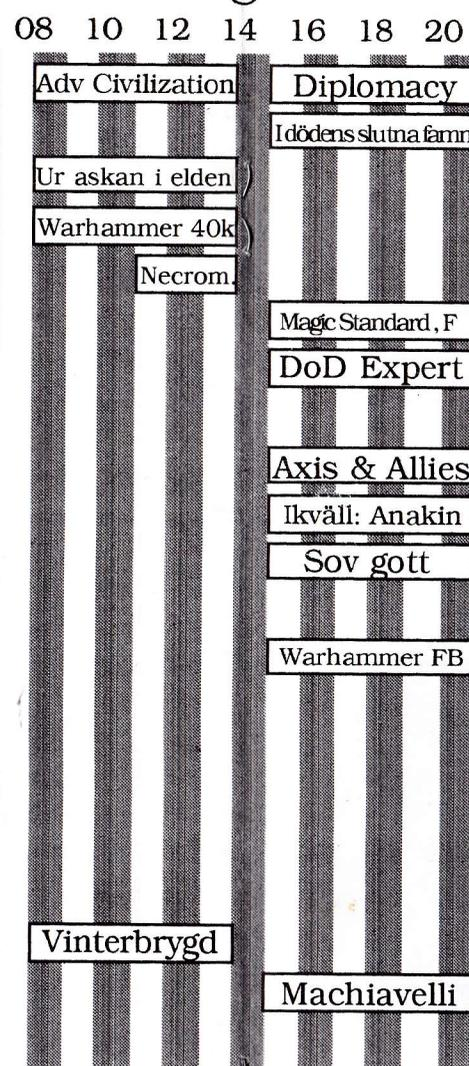 08 10 12 14 16 18 20
Adv Civilization Diplomacy
I dödens slutna famn
Ur askan i elden
Warhammer 40k
Necrom.
Magic Standard, F
DoD Expert
Axis & Allies
Ikväll: Anakin
Sov gott
Warhammer FB
Vinterbrygd
Machiavelli